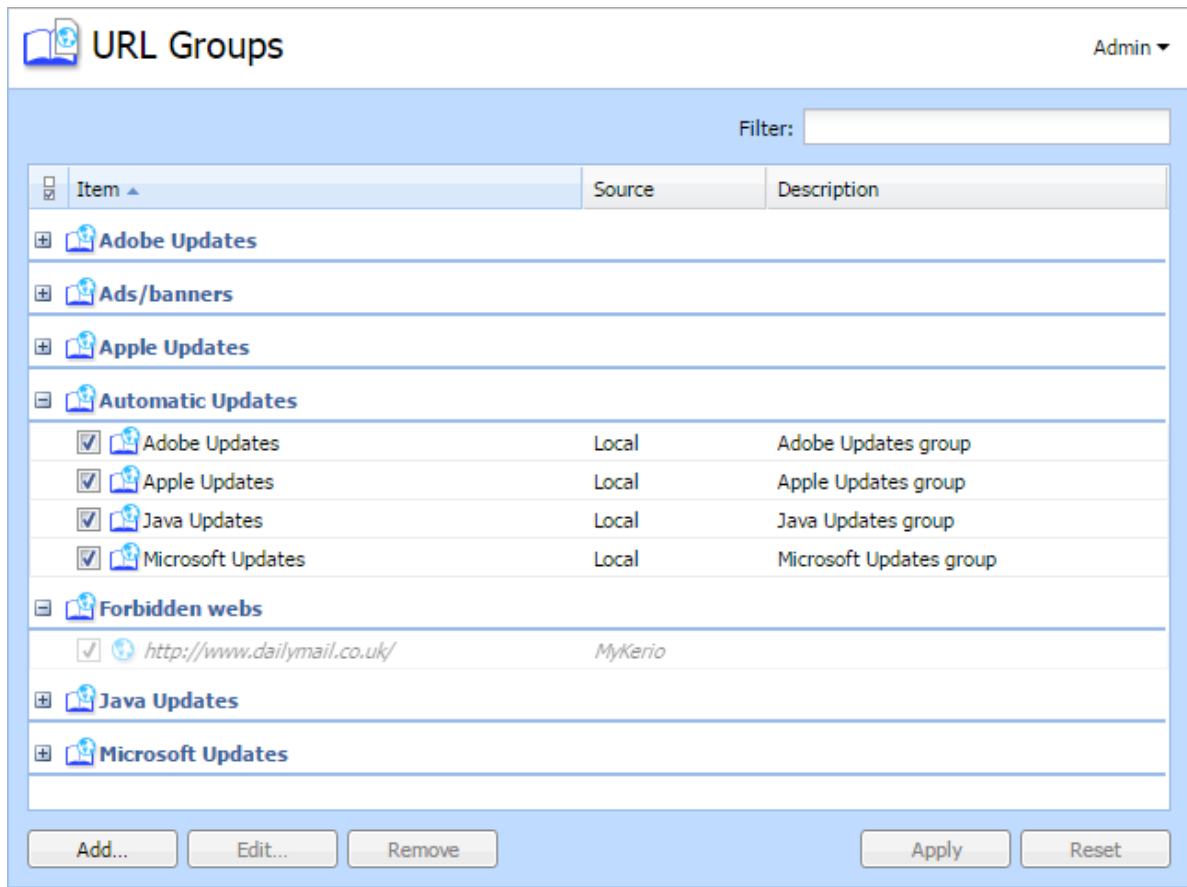 URL Groups
Admin
Filter:
Item Source Description
Adobe Updates
Ads/banners
Apple Updates
Automatic Updates
Adobe Updates Local Adobe Updates group
Apple Updates Local Apple Updates group
Java Updates Local Java Updates group
Microsoft Updates Local Microsoft Updates group
Forbidden webs
http://www.dailymail.co.uk/ MyKerio
Java Updates
Microsoft Updates
Add... Edit... Remove Apply Reset